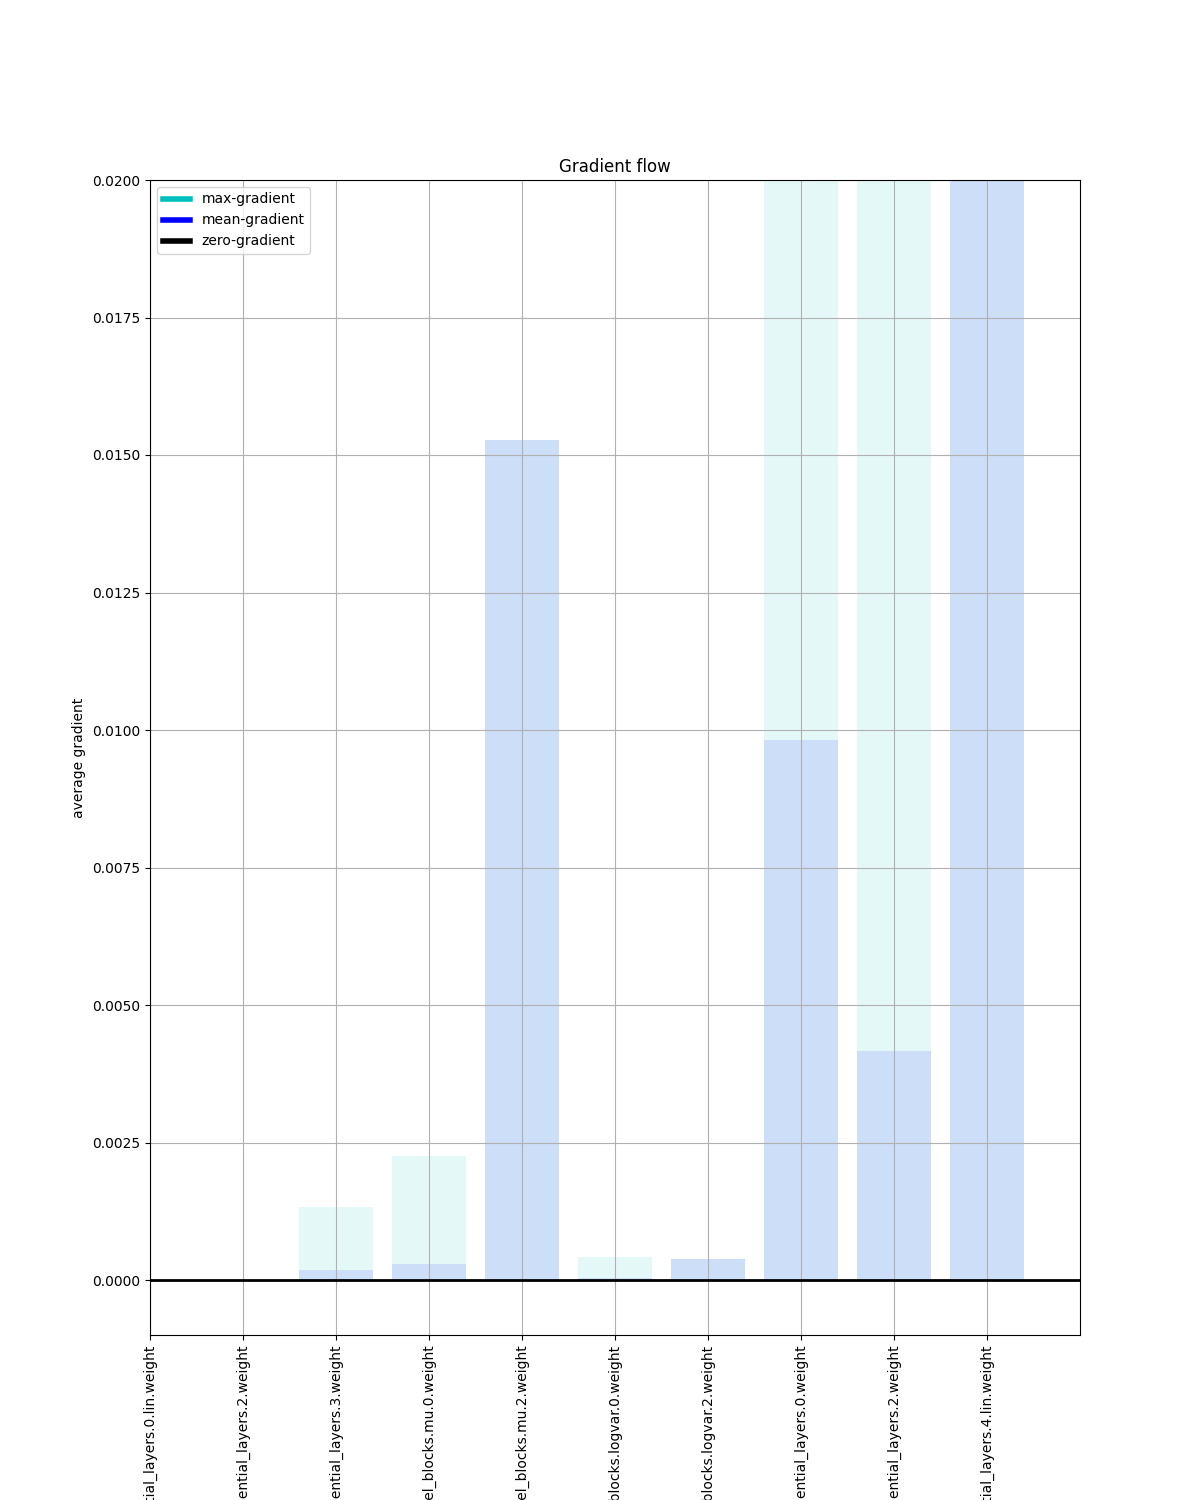 Gradient flow
max-gradient
mean-gradient
zero-gradient
0.0200
0.0175
0.0150
0.0125
0.0100
0.0075
0.0050
0.0025
0.0000
average gradient
tial_layers.0.lin.weight
ential_layers.2.weight
ential_layers.3.weight
el_blocks.mu.0.weight
el_blocks.mu.2.weight
blocks.logvar.0.weight
blocks.logvar.2.weight
ential_layers.0.weight
ential_layers.2.weight
tial_layers.4.lin.weight